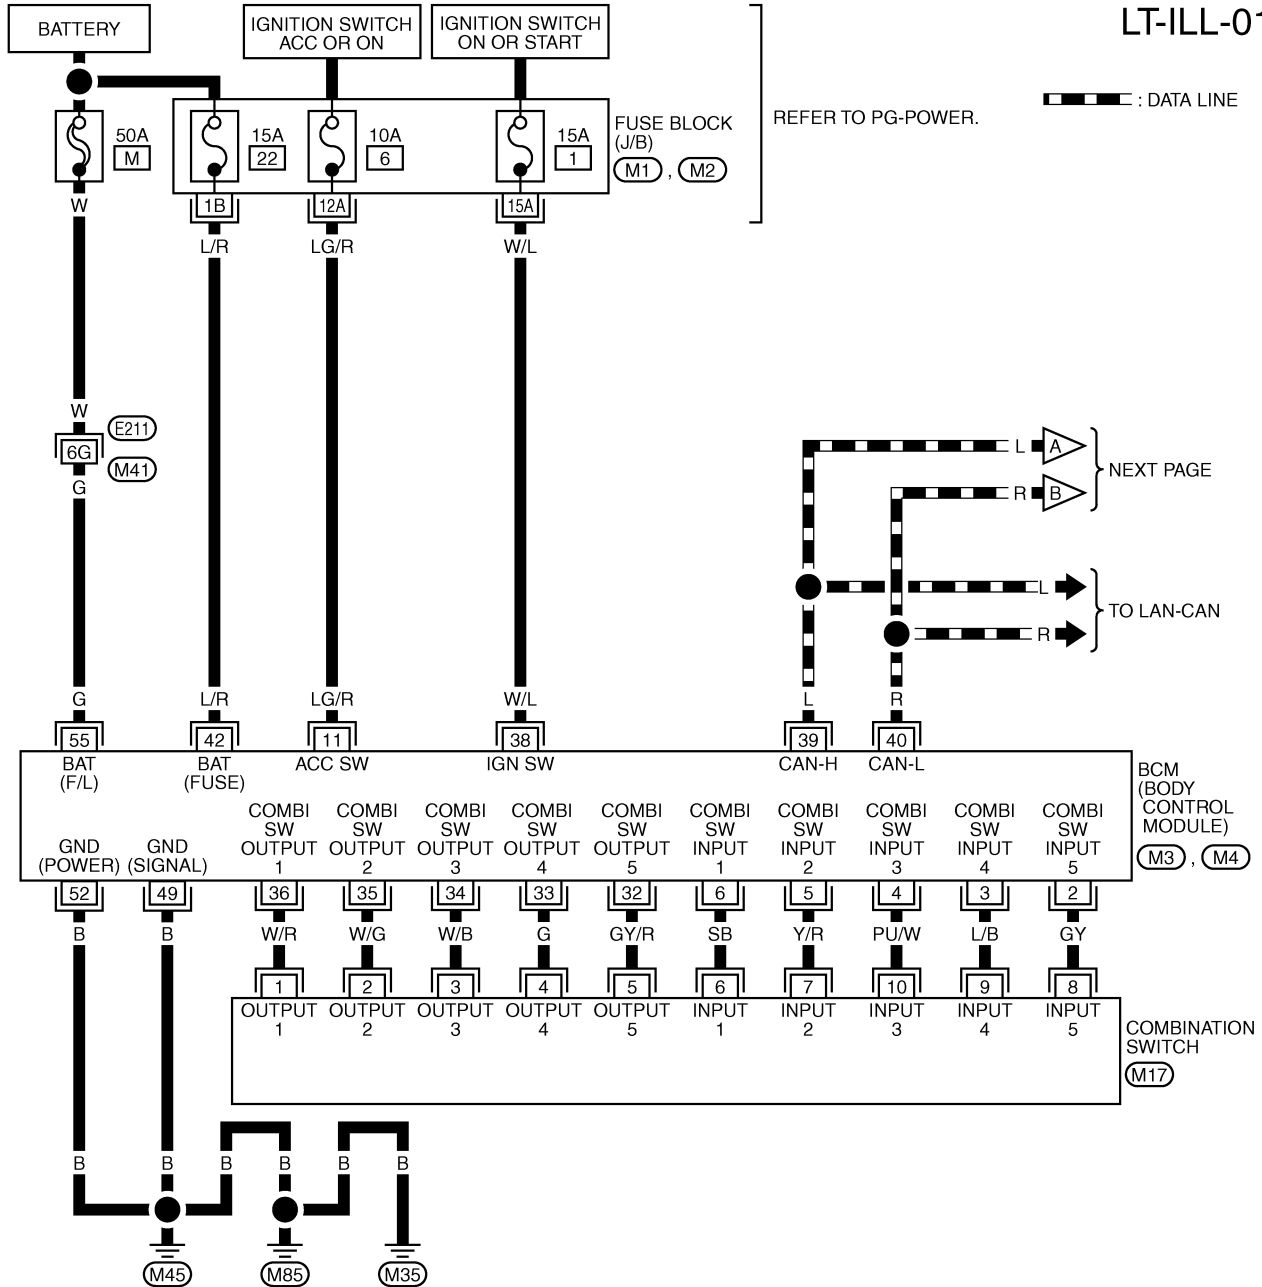 LT-ILL-01
BATTERY
IGNITION SWITCH
ACC OR ON
IGNITION SWITCH
ON OR START
: DATA LINE
REFER TO PG-POWER.
50A
M
15A
22
10A
6
15A
1
FUSE BLOCK
(J/B)
M1 , M2
1B 12A 15A
W L/R LG/R W/L
W
E211
6G
M41
G
L A
R B
NEXT PAGE
L
R
TO LAN-CAN
G L/R LG/R W/L L R
55 42 11 38 39 40
BAT
(F/L)
BAT
(FUSE)
ACC SW
IGN SW
CAN-H
CAN-L
BCM
(BODY
CONTROL
MODULE)
M3 , M4
GND
(POWER)
GND
(SIGNAL)
COMBI
SW
OUTPUT
1
COMBI
SW
OUTPUT
2
COMBI
SW
OUTPUT
3
COMBI
SW
OUTPUT
4
COMBI
SW
OUTPUT
5
COMBI
SW
INPUT
1
COMBI
SW
INPUT
2
COMBI
SW
INPUT
3
COMBI
SW
INPUT
4
COMBI
SW
INPUT
5
52 49 36 35 34 33 32 6 5 4 3 2
B B W/R W/G W/B G GY/R SB Y/R PU/W L/B GY
1 2 3 4 5 6 7 10 9 8
OUTPUT
1
OUTPUT
2
OUTPUT
3
OUTPUT
4
OUTPUT
5
INPUT
1
INPUT
2
INPUT
3
INPUT
4
INPUT
5
COMBINATION
SWITCH
M17
B B B B B B
M45 M85 M35